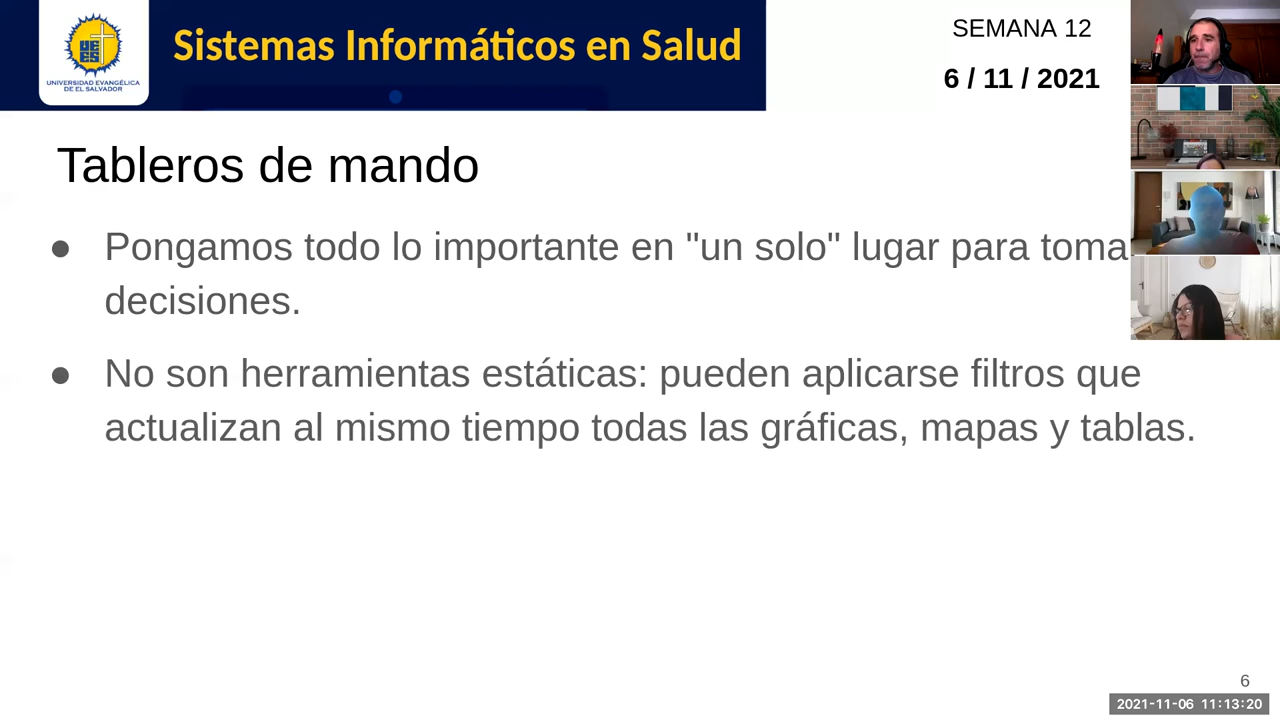 UNIVERSIDAD EVANGÉLICA
DE EL SALVADOR
Sistemas Informáticos en Salud
SEMANA 12
6 / 11 / 2021
Tableros de mando
● Pongamos todo lo importante en "un solo" lugar para toma
decisiones.
● No son herramientas estáticas: pueden aplicarse filtros que
actualizan al mismo tiempo todas las gráficas, mapas y tablas.
6
2021-11-06 11:13:20